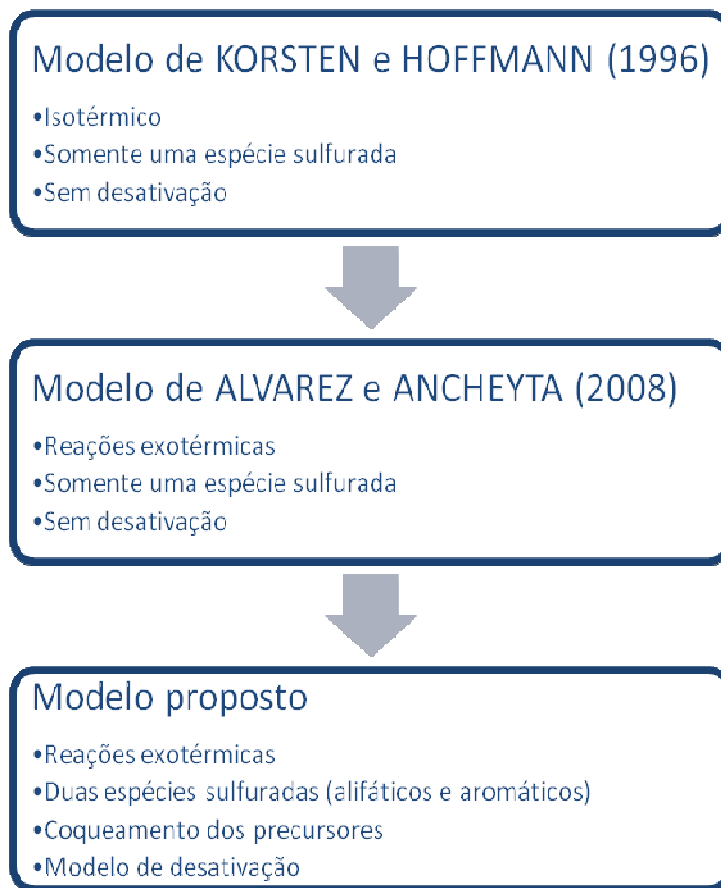 Modelo de KORSTEN e HOFFMANN (1996)
•Isotérmico
•Somente uma espécie sulfurada
•Sem desativação
Modelo de ALVAREZ e ANCHEYTA (2008)
•Reações exotérmicas
•Somente uma espécie sulfurada
•Sem desativação
Modelo proposto
•Reações exotérmicas
•Duas espécies sulfuradas (alifáticos e aromáticos)
•Coqueamento dos precursores
•Modelo de desativação